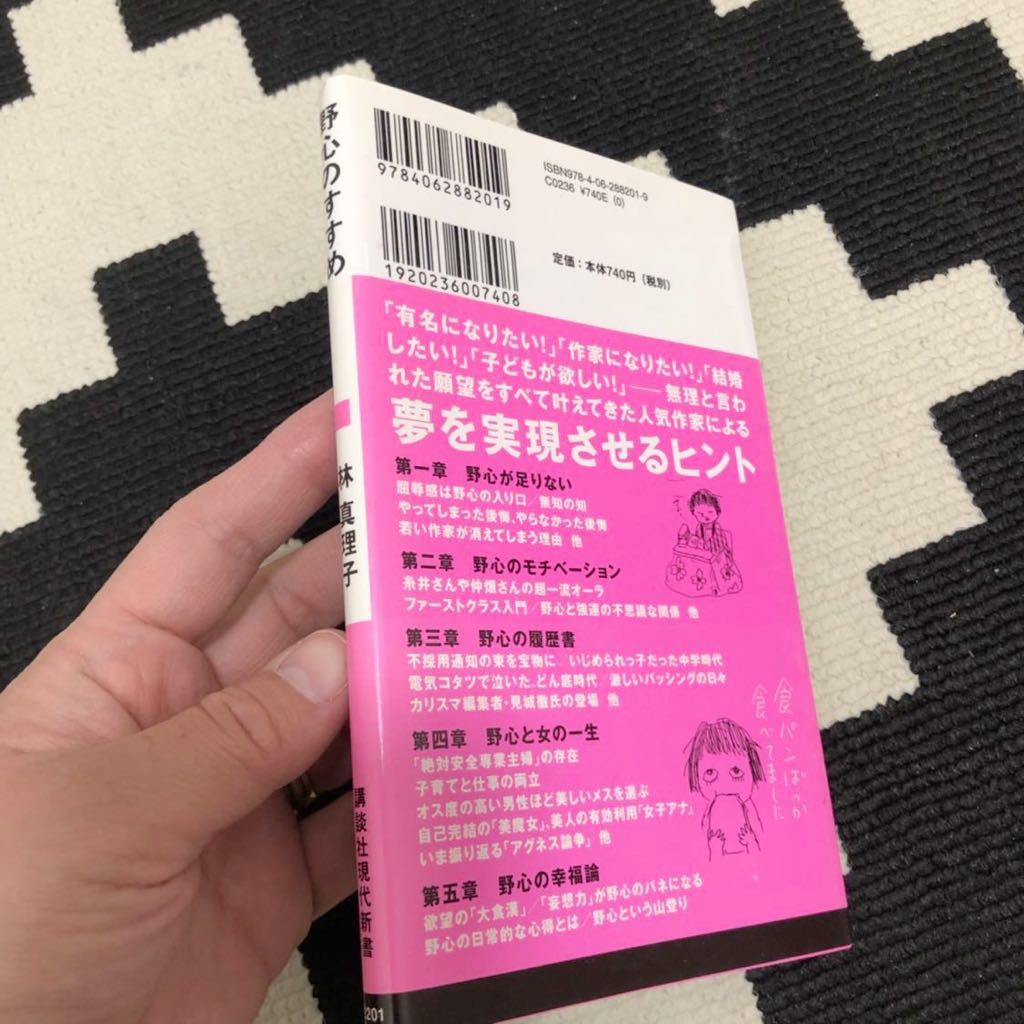 野心のすすめ
林 真理子
講談社現代新書
2201
9784062882019
ISBN978-4-06-288201-9
C0236 ¥740E (0)
1920236007408
定価:本体740円(税別)
「有名になりたい!」「作家になりたい!」「結婚
したい!」「子どもが欲しい!」――無理と言わ
れた願望をすべて叶えてきた人気作家による
夢を実現させるヒント
第一章 野心が足りない
屈辱感は野心の入り口/無知の知
やってしまった後悔、やらなかった後悔
若い作家が消えてしまう理由 他
第二章 野心のモチベーション
糸井さんや仲畑さんの超一流オーラ
ファーストクラス入門/野心と強運の不思議な関係 他
第三章 野心の履歴書
不採用通知の束を宝物に/いじめられっ子だった中学時代
電気コタツで泣いた、どん底時代/激しいバッシングの日々
カリスマ編集者・見城徹氏の登場 他
第四章 野心と女の一生
「絶対安全専業主婦」の存在
子育てと仕事の両立
オス度の高い男性ほど美しいメスを選ぶ
自己完結の「美魔女」、美人の有効利用「女子アナ」
いま振り返る「アグネス論争」 他
第五章 野心の幸福論
欲望の「大食漢」/「妄想力」が野心のバネになる
野心の日常的な心得とは/野心という山登り
食パンばっか
食べてました